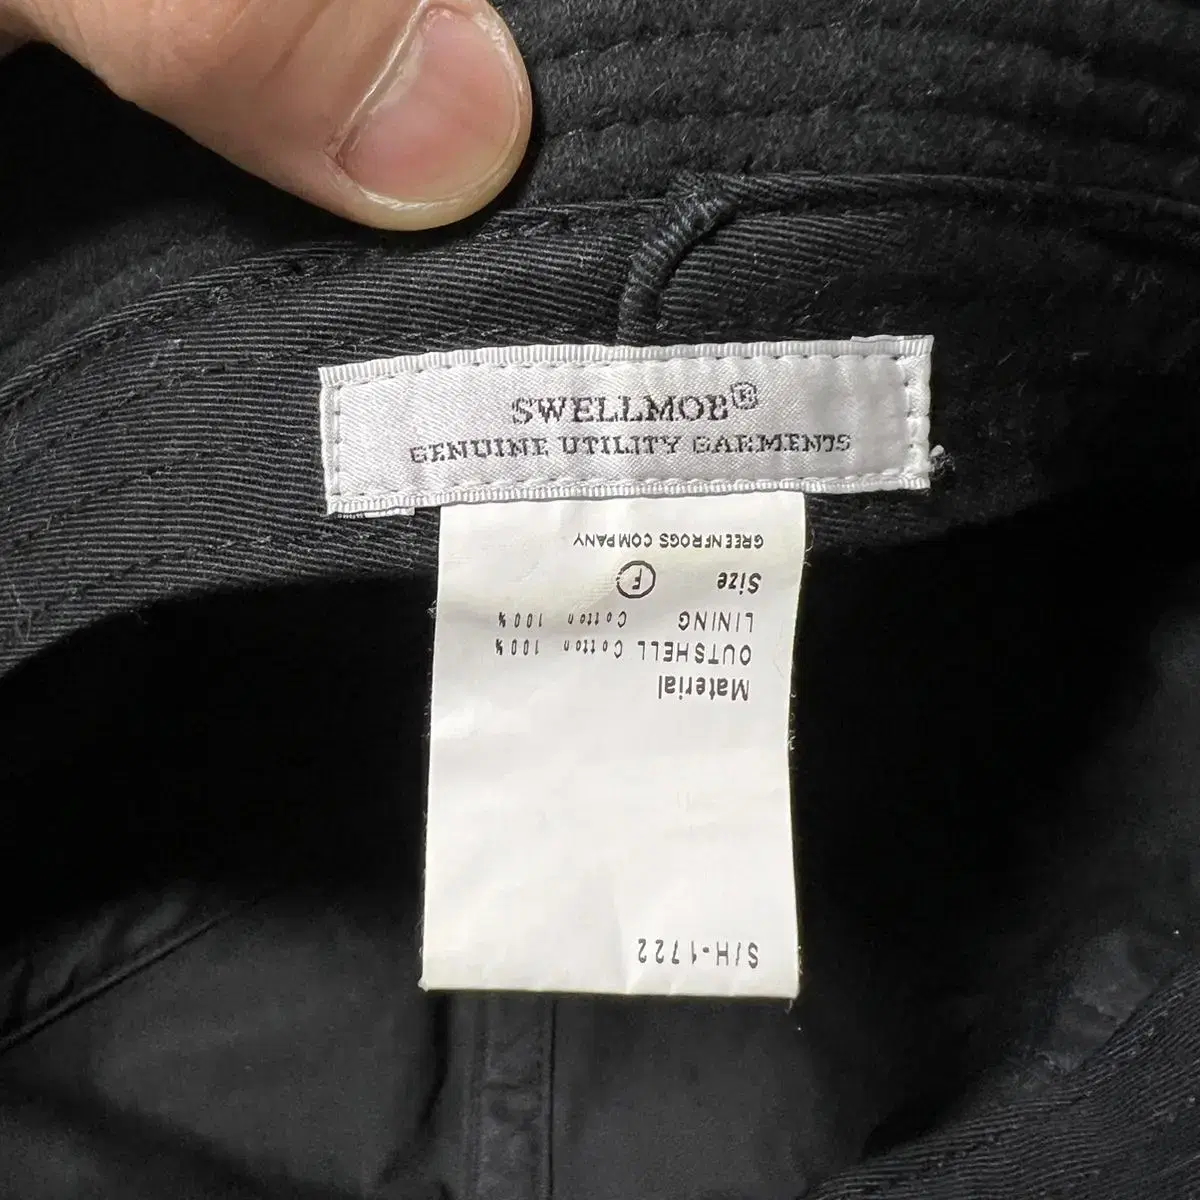 SWELLMOB®
GENUINE UTILITY GARMENTS
S/H-1722
Material
OUTSHELL Cotton 100%
LINING Cotton 100%
Size F
GREENFROGS COMPANY